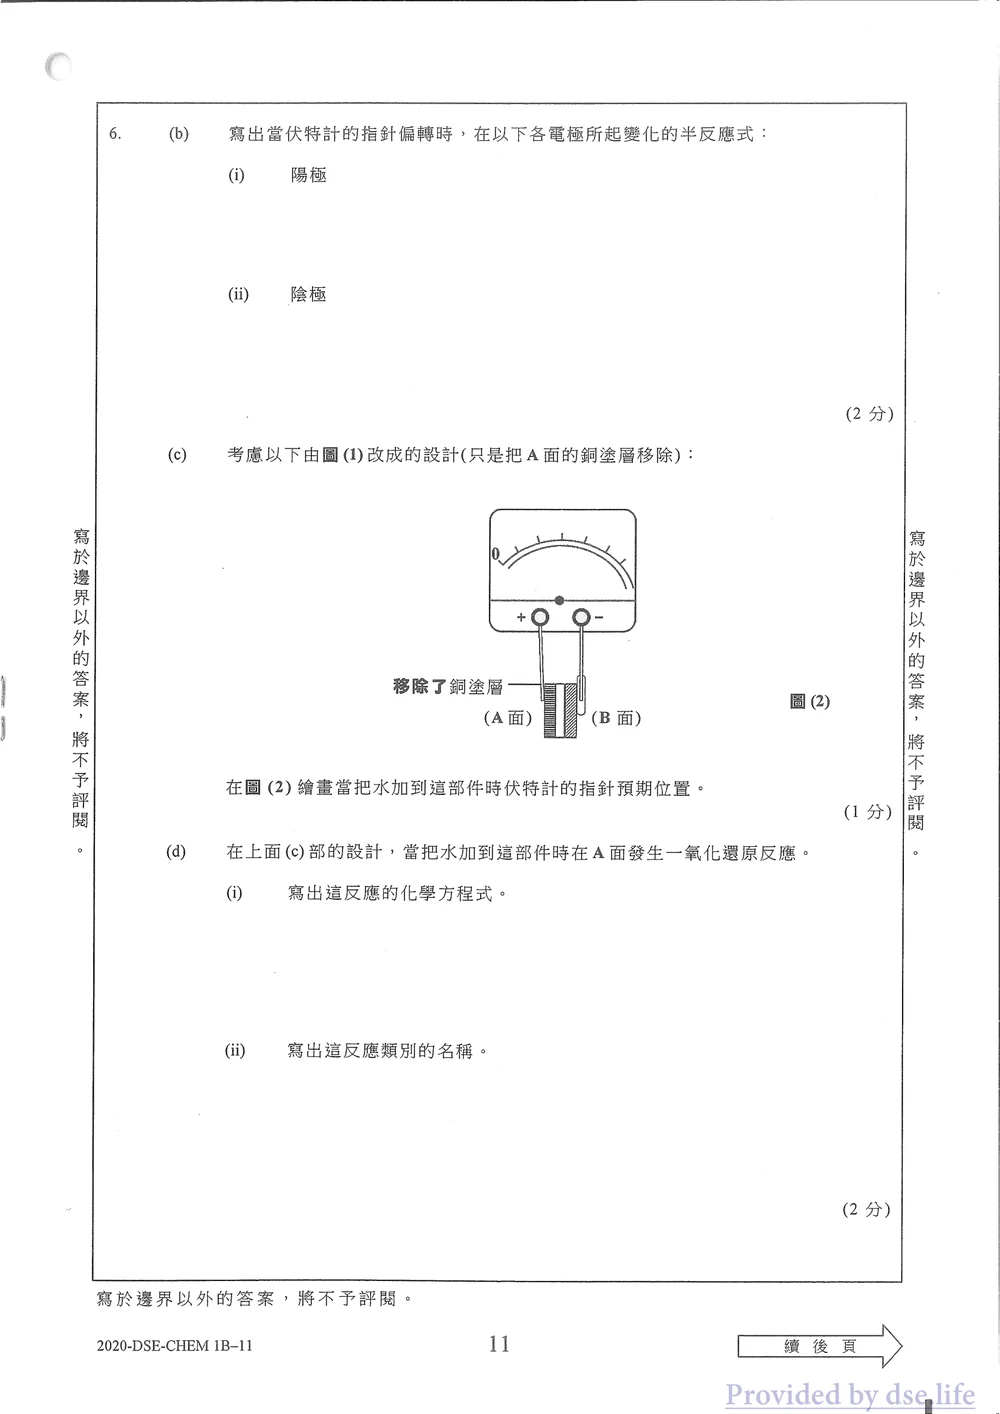 6. (b) 寫出當伏特計的指針偏轉時，在以下各電極所起變化的半反應式：
(i) 陽極
(ii) 陰極
(2 分)
(c) 考慮以下由圖 (1) 改成的設計(只是把 A 面的銅塗層移除)：
0
+ −
移除了銅塗層
(A 面) (B 面)
圖 (2)
在圖 (2) 繪畫當把水加到這部件時伏特計的指針預期位置。
(1 分)
(d) 在上面 (c) 部的設計，當把水加到這部件時在 A 面發生一氧化還原反應。
(i) 寫出這反應的化學方程式。
(ii) 寫出這反應類別的名稱。
(2 分)
寫於邊界以外的答案，將不予評閱。
寫於邊界以外的答案，將不予評閱。
寫於邊界以外的答案，將不予評閱。
2020-DSE-CHEM 1B–11
11
續後頁
Provided by dse.life